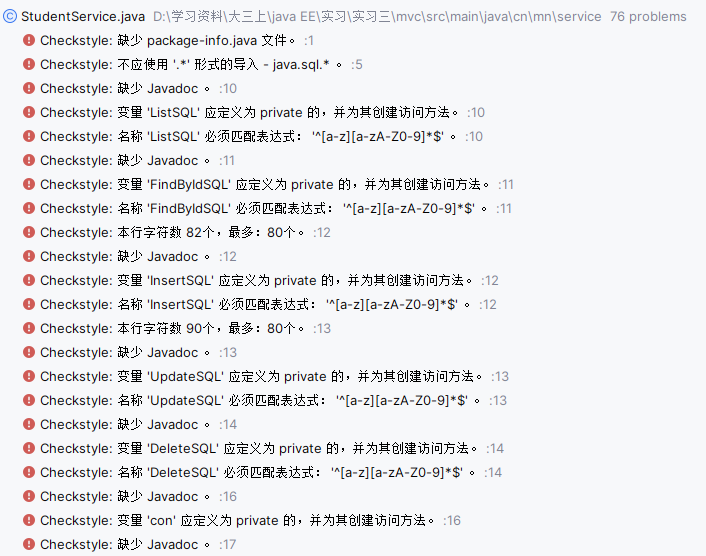 StudentService.java D:\学习资料\大三上\java EE\实习\实习三\mvc\src\main\java\cn\mn\service 76 problems
Checkstyle: 缺少 package-info.java 文件。 :1
Checkstyle: 不应使用 '.*' 形式的导入 - java.sql.* 。 :5
Checkstyle: 缺少 Javadoc 。 :10
Checkstyle: 变量 'ListSQL' 应定义为 private 的，并为其创建访问方法。 :10
Checkstyle: 名称 'ListSQL' 必须匹配表达式： '^[a-z][a-zA-Z0-9]*$' 。 :10
Checkstyle: 缺少 Javadoc 。 :11
Checkstyle: 变量 'FindByIdSQL' 应定义为 private 的，并为其创建访问方法。 :11
Checkstyle: 名称 'FindByIdSQL' 必须匹配表达式： '^[a-z][a-zA-Z0-9]*$' 。 :11
Checkstyle: 本行字符数 82个，最多：80个。 :12
Checkstyle: 缺少 Javadoc 。 :12
Checkstyle: 变量 'InsertSQL' 应定义为 private 的，并为其创建访问方法。 :12
Checkstyle: 名称 'InsertSQL' 必须匹配表达式： '^[a-z][a-zA-Z0-9]*$' 。 :12
Checkstyle: 本行字符数 90个，最多：80个。 :13
Checkstyle: 缺少 Javadoc 。 :13
Checkstyle: 变量 'UpdateSQL' 应定义为 private 的，并为其创建访问方法。 :13
Checkstyle: 名称 'UpdateSQL' 必须匹配表达式： '^[a-z][a-zA-Z0-9]*$' 。 :13
Checkstyle: 缺少 Javadoc 。 :14
Checkstyle: 变量 'DeleteSQL' 应定义为 private 的，并为其创建访问方法。 :14
Checkstyle: 名称 'DeleteSQL' 必须匹配表达式： '^[a-z][a-zA-Z0-9]*$' 。 :14
Checkstyle: 缺少 Javadoc 。 :16
Checkstyle: 变量 'con' 应定义为 private 的，并为其创建访问方法。 :16
Checkstyle: 缺少 Javadoc 。 :17